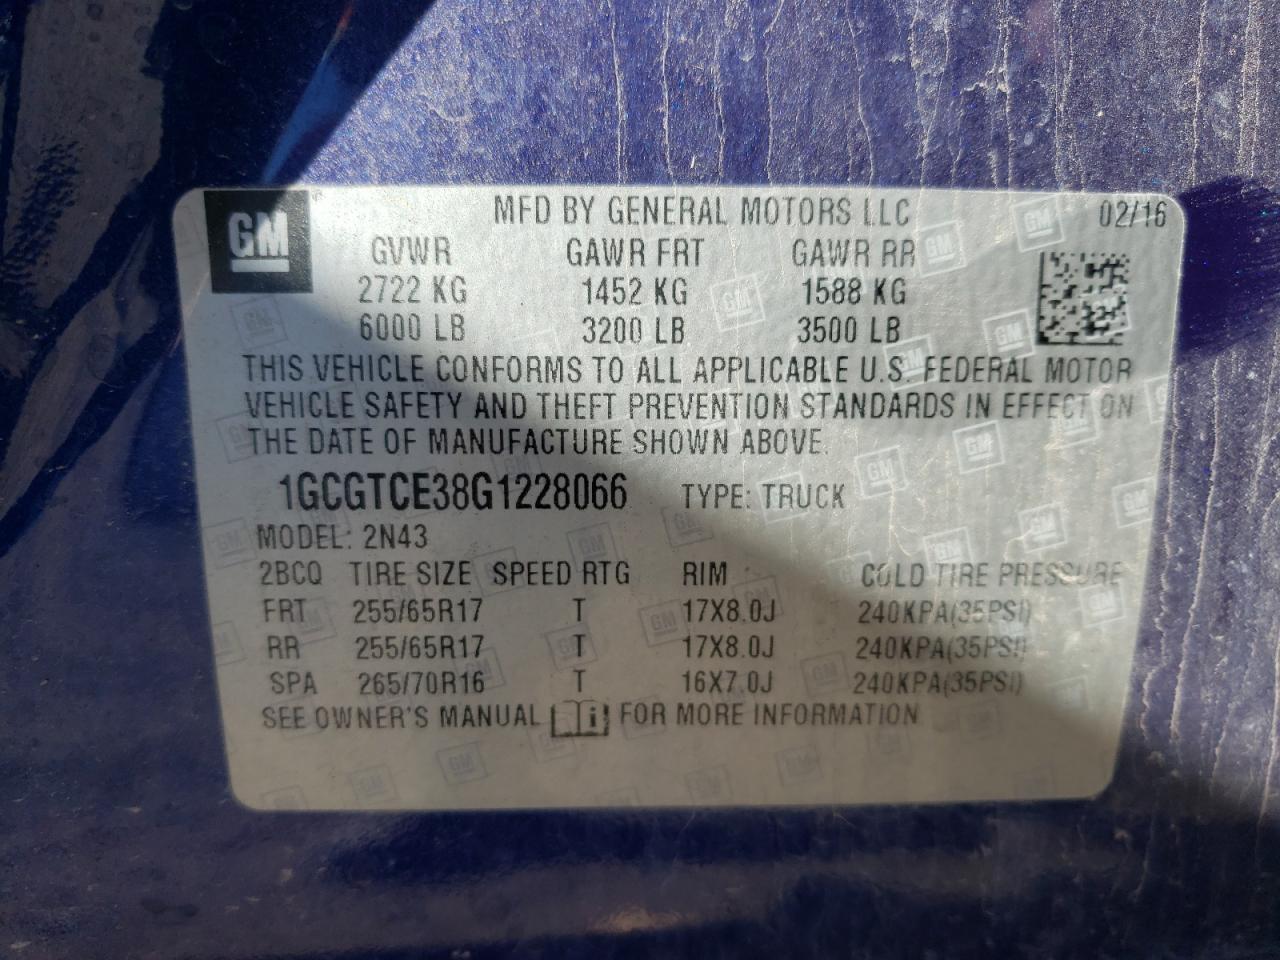 GM
MFD BY GENERAL MOTORS LLC 02/16
GVWR GAWR FRT GAWR RR
2722 KG 1452 KG 1588 KG
6000 LB 3200 LB 3500 LB
THIS VEHICLE CONFORMS TO ALL APPLICABLE U.S. FEDERAL MOTOR
VEHICLE SAFETY AND THEFT PREVENTION STANDARDS IN EFFECT ON
THE DATE OF MANUFACTURE SHOWN ABOVE.
1GCGTCE38G1228066 TYPE: TRUCK
MODEL: 2N43
2BCQ TIRE SIZE SPEED RTG RIM COLD TIRE PRESSURE
FRT 255/65R17 T 17X8.0J 240KPA(35PSI)
RR 255/65R17 T 17X8.0J 240KPA(35PSI)
SPA 265/70R16 T 16X7.0J 240KPA(35PSI)
SEE OWNER'S MANUAL i FOR MORE INFORMATION